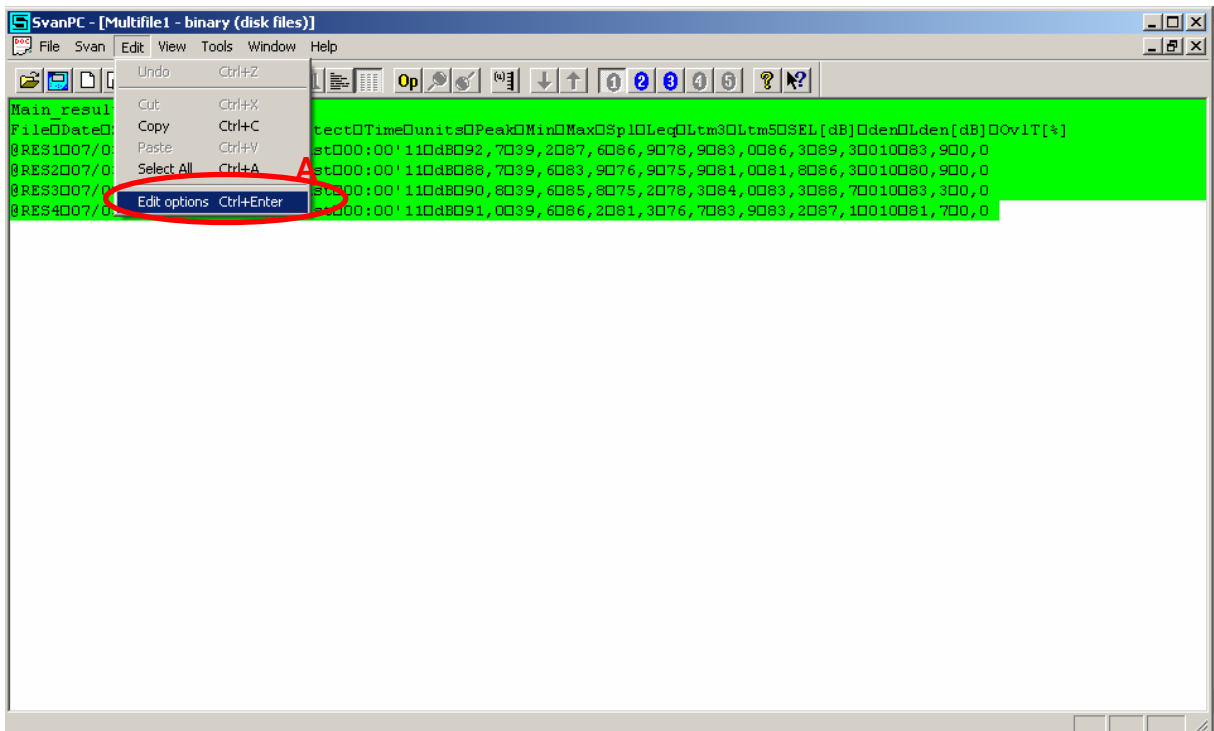 SvanPC - [Multifile1 - binary (disk files)]
File Svan Edit View Tools Window Help
Undo Ctrl+Z
Op
1 2 3 4 5
Cut Ctrl+X
Copy Ctrl+C
Paste Ctrl+V
Select All Ctrl+A
Edit options Ctrl+Enter
A
Main_resul
File□Date□ tect□Time□units□Peak□Min□Max□Spl□Leq□Ltm3□Ltm5□SEL[dB]□den□Lden[dB]□OvlT[%]
@RES1□07/0 st□00:00'11□dB□92,7□39,2□87,6□86,9□78,9□83,0□86,3□89,3□010□83,9□0,0
@RES2□07/0 st□00:00'11□dB□88,7□39,6□83,9□76,9□75,9□81,0□81,8□86,3□010□80,9□0,0
@RES3□07/0 st□00:00'11□dB□90,8□39,6□85,8□75,2□78,3□84,0□83,3□88,7□010□83,3□0,0
@RES4□07/0 st□00:00'11□dB□91,0□39,6□86,2□81,3□76,7□83,9□83,2□87,1□010□81,7□0,0